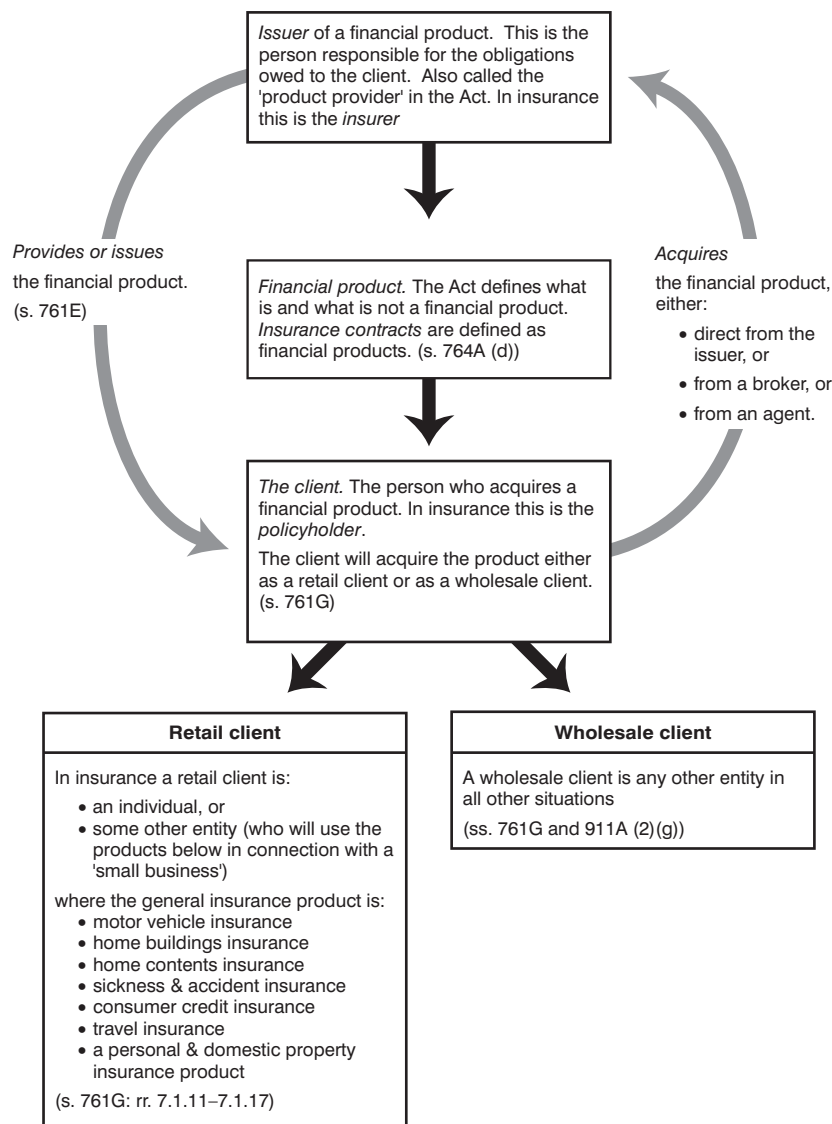 Issuer of a financial product.  This is the
person responsible for the obligations
owed to the client.  Also called the
'product provider' in the Act. In insurance
this is the insurer
Provides or issues
the financial product.
(s. 761E)
Financial product. The Act defines what
is and what is not a financial product.
Insurance contracts are defined as
financial products. (s. 764A (d))
Acquires
the financial product,
either:
• direct from the
issuer, or
• from a broker, or
• from an agent.
The client. The person who acquires a
financial product. In insurance this is the
policyholder.
The client will acquire the product either
as a retail client or as a wholesale client.
(s. 761G)
Retail client
In insurance a retail client is:
• an individual, or
• some other entity (who will use the
products below in connection with a
'small business')
where the general insurance product is:
• motor vehicle insurance
• home buildings insurance
• home contents insurance
• sickness & accident insurance
• consumer credit insurance
• travel insurance
• a personal & domestic property
insurance product
(s. 761G: rr. 7.1.11–7.1.17)
Wholesale client
A wholesale client is any other entity in
all other situations
(ss. 761G and 911A (2)(g))